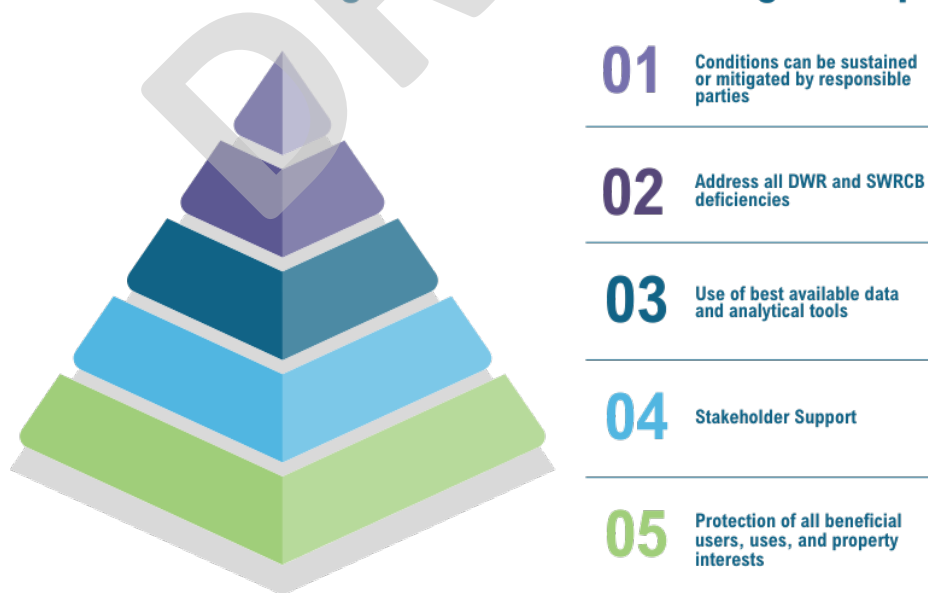 01
Conditions can be sustained
or mitigated by responsible
parties
02
Address all DWR and SWRCB
deficiencies
03
Use of best available data
and analytical tools
04
Stakeholder Support
05
Protection of all beneficial
users, uses, and property
interests